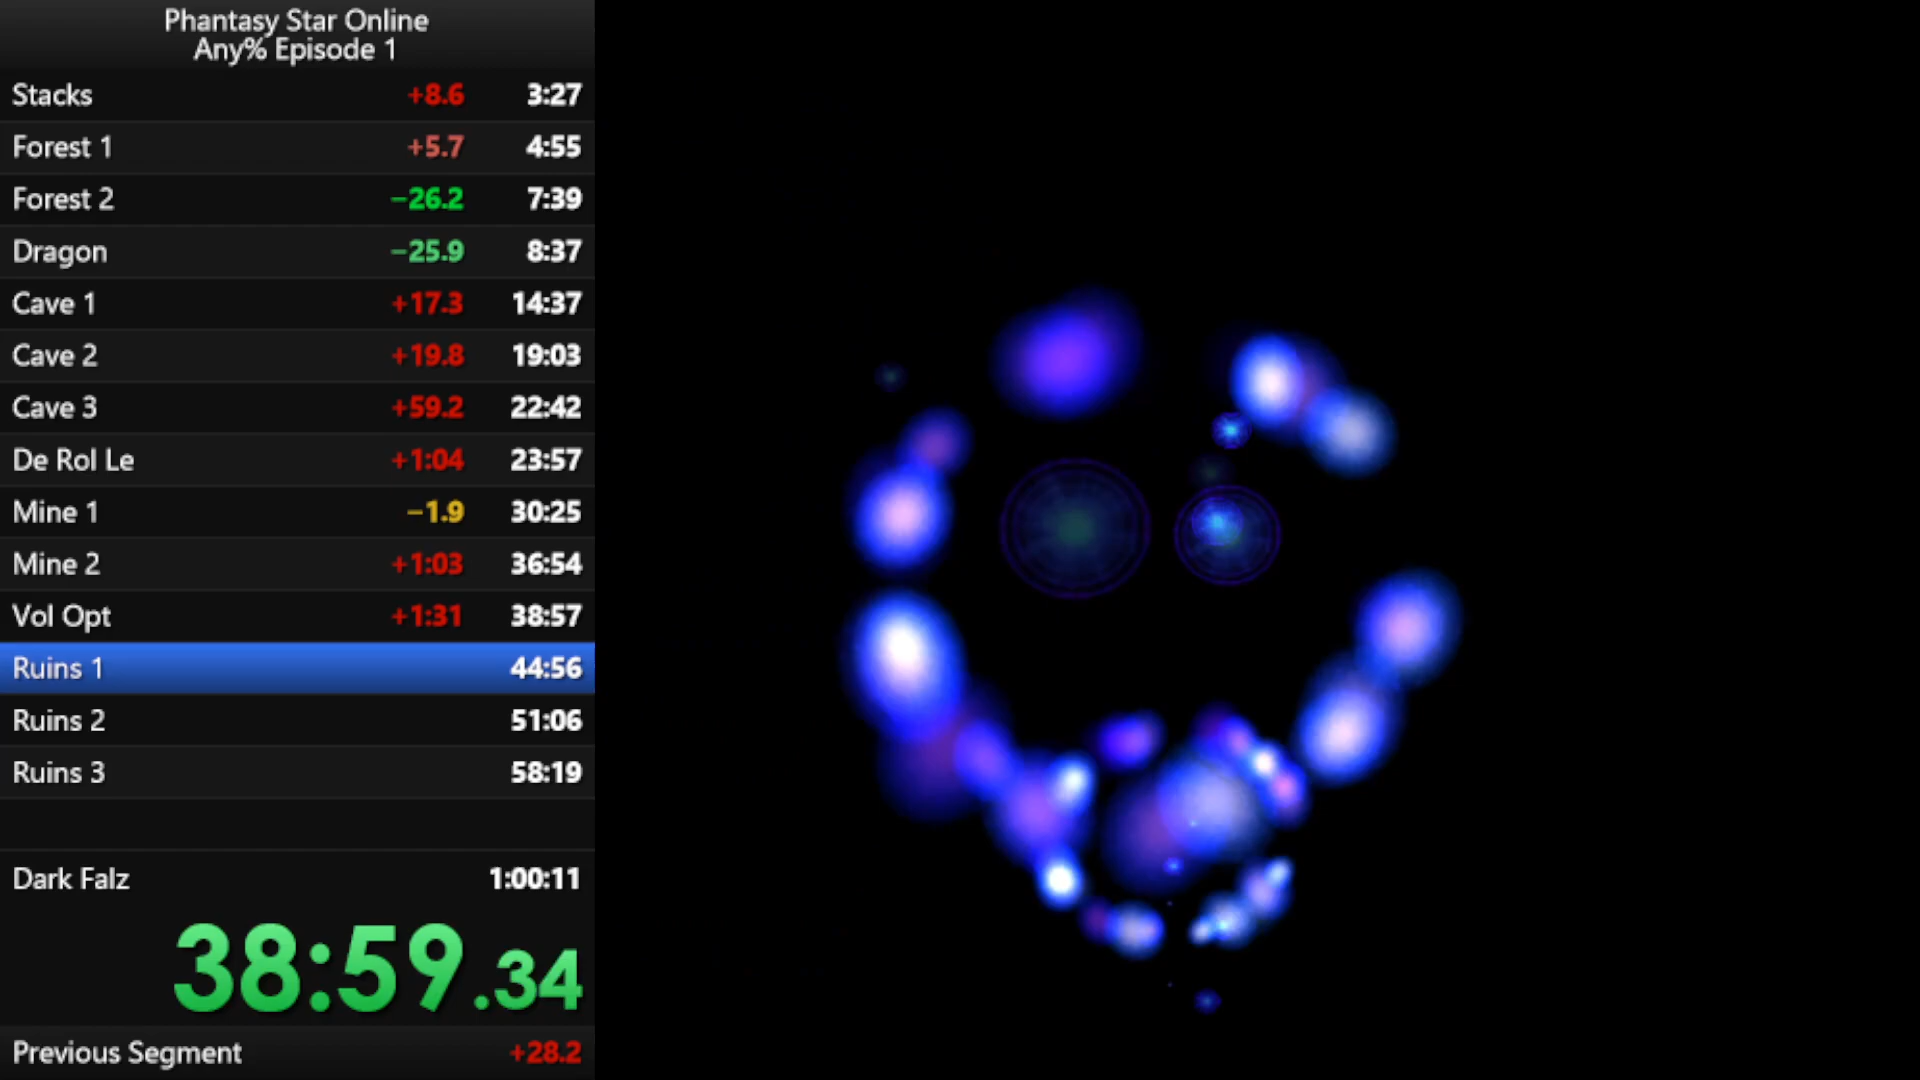 Phantasy Star Online
Any% Episode 1
Stacks +8.6 3:27
Forest 1 +5.7 4:55
Forest 2 −26.2 7:39
Dragon −25.9 8:37
Cave 1 +17.3 14:37
Cave 2 +19.8 19:03
Cave 3 +59.2 22:42
De Rol Le +1:04 23:57
Mine 1 −1.9 30:25
Mine 2 +1:03 36:54
Vol Opt +1:31 38:57
Ruins 1 44:56
Ruins 2 51:06
Ruins 3 58:19
Dark Falz 1:00:11
38:59.34
Previous Segment +28.2